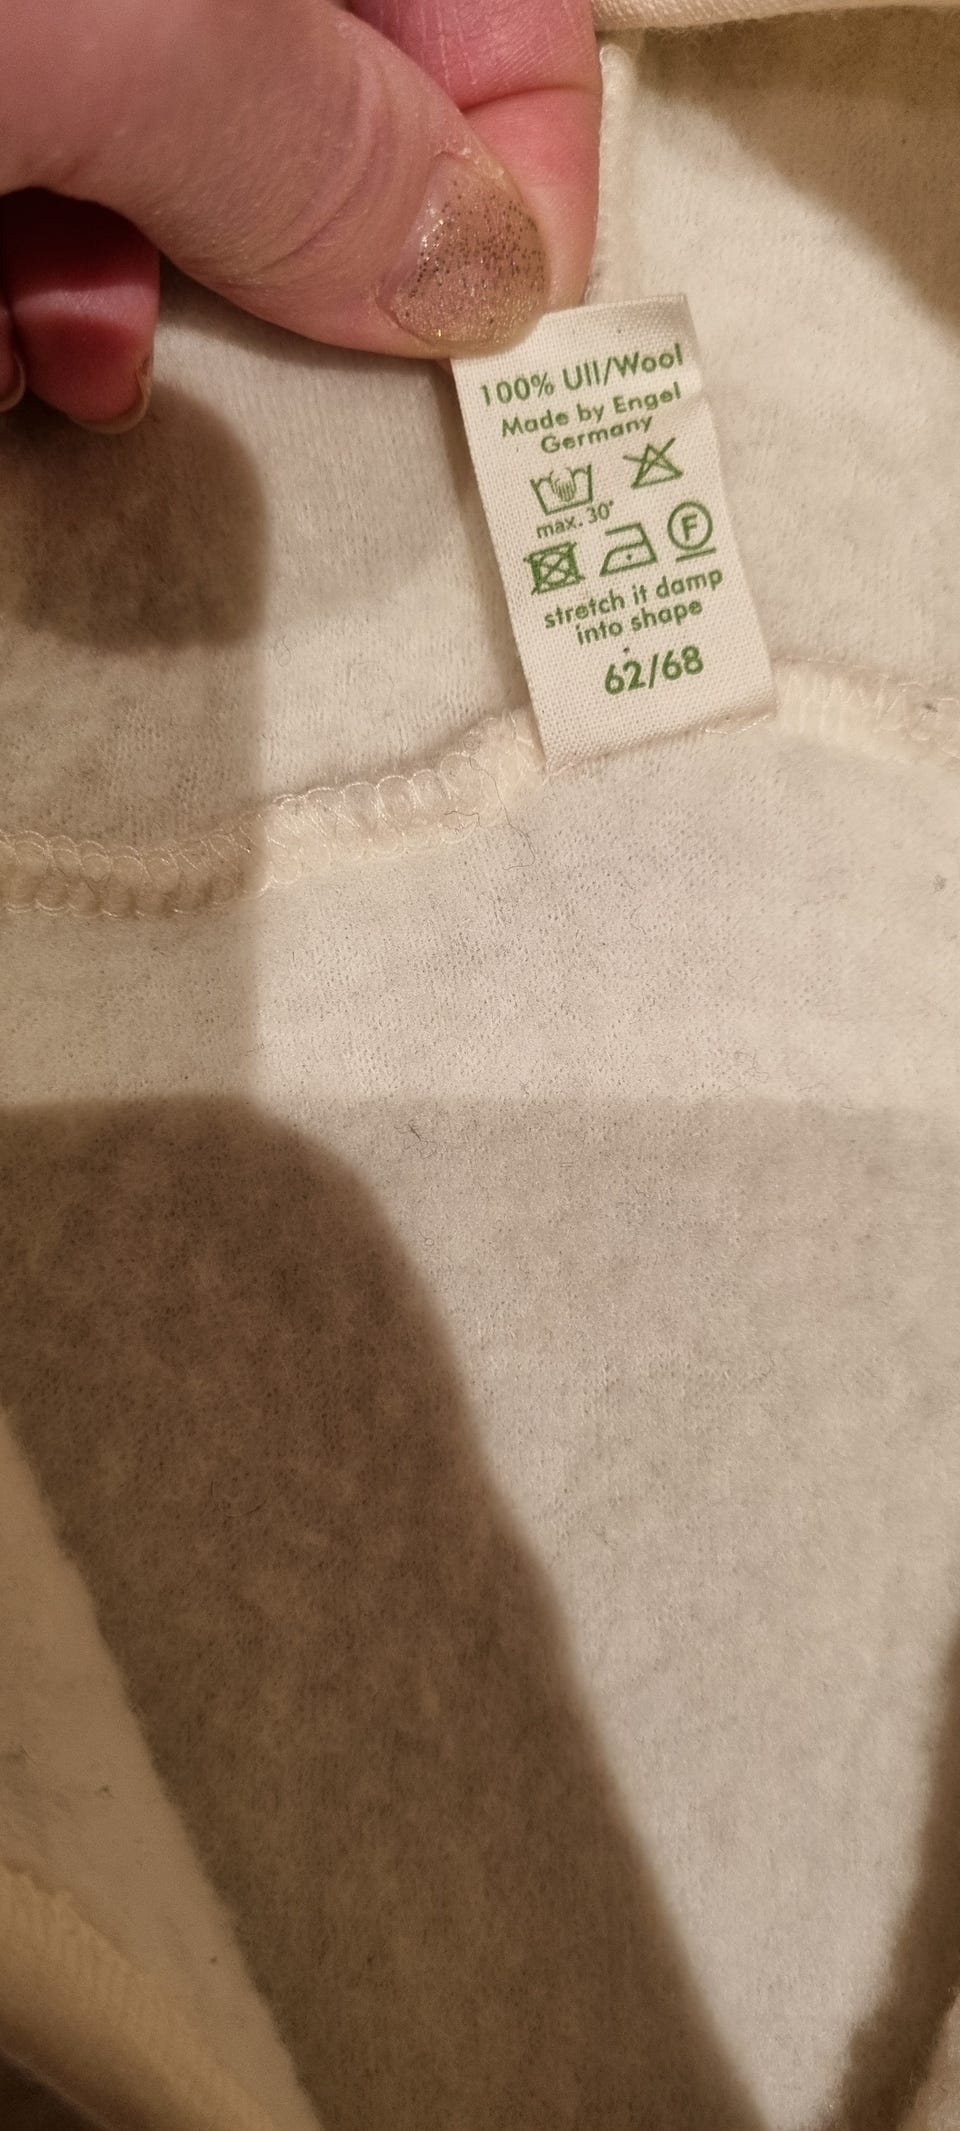 100% Ull/Wool
Made by Engel
Germany
max. 30°
F
stretch it damp
into shape
62/68